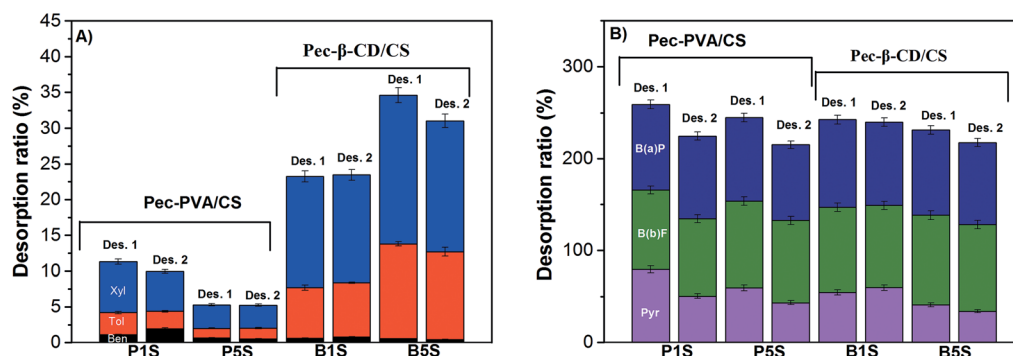 A)
Desorption ratio (%)
45
40
35
30
25
20
15
10
5
0
Pec-PVA/CS
Pec-β-CD/CS
Des. 1
Des. 2
Des. 1
Des. 2
Des. 1
Des. 2
Des. 1
Des. 2
Xyl
Tol
Ben
P1S P5S B1S B5S
B)
Desorption ratio (%)
300
200
100
0
Pec-PVA/CS
Pec-β-CD/CS
Des. 1
Des. 2
Des. 1
Des. 2
Des. 1
Des. 2
Des. 1
Des. 2
B(a)P
B(b)F
Pyr
P1S P5S B1S B5S